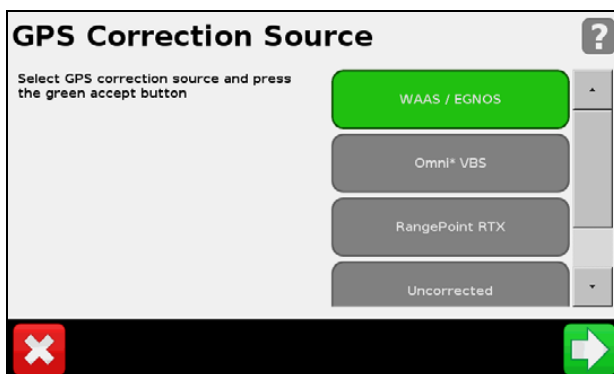 GPS Correction Source
?
Select GPS correction source and press
the green accept button
WAAS / EGNOS
Omni* VBS
RangePoint RTX
Uncorrected